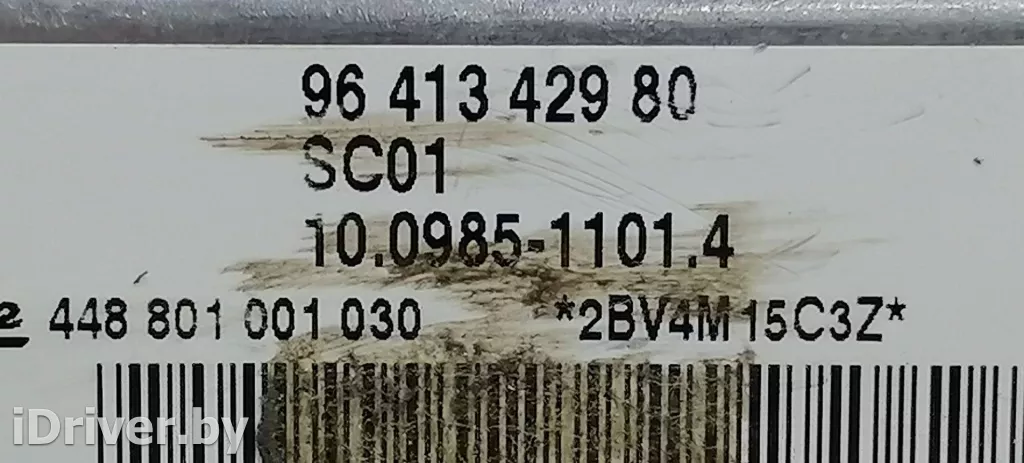 96 413 429 80
SC01
10.0985-1101.4
448 801 001 030 *2BV4M15C3Z*
iDriver.by